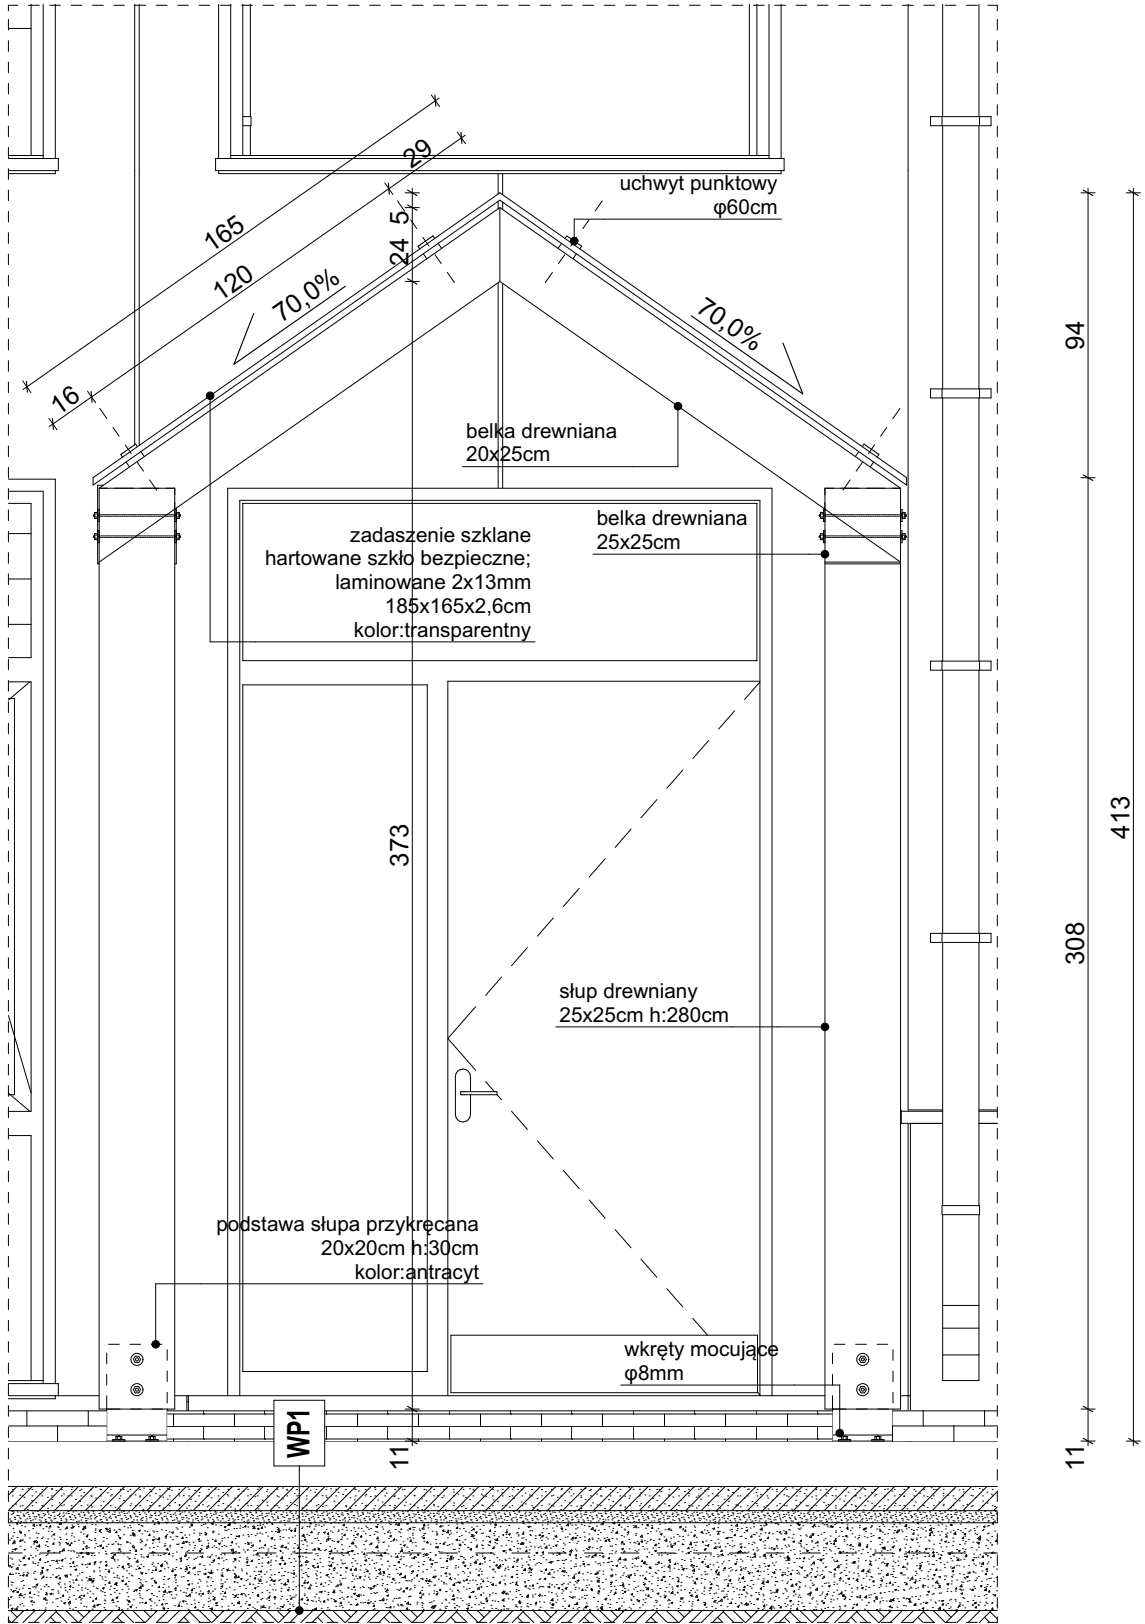 29
165
120
16
5
24
70,0%
70,0%
uchwyt punktowy
φ60cm
94
belka drewniana
20x25cm
belka drewniana
25x25cm
zadaszenie szklane
hartowane szkło bezpieczne;
laminowane 2x13mm
185x165x2,6cm
kolor:transparentny
373
413
308
słup drewniany
25x25cm h:280cm
podstawa słupa przykręcana
20x20cm h:30cm
kolor:antracyt
wkręty mocujące
φ8mm
WP1
11
11